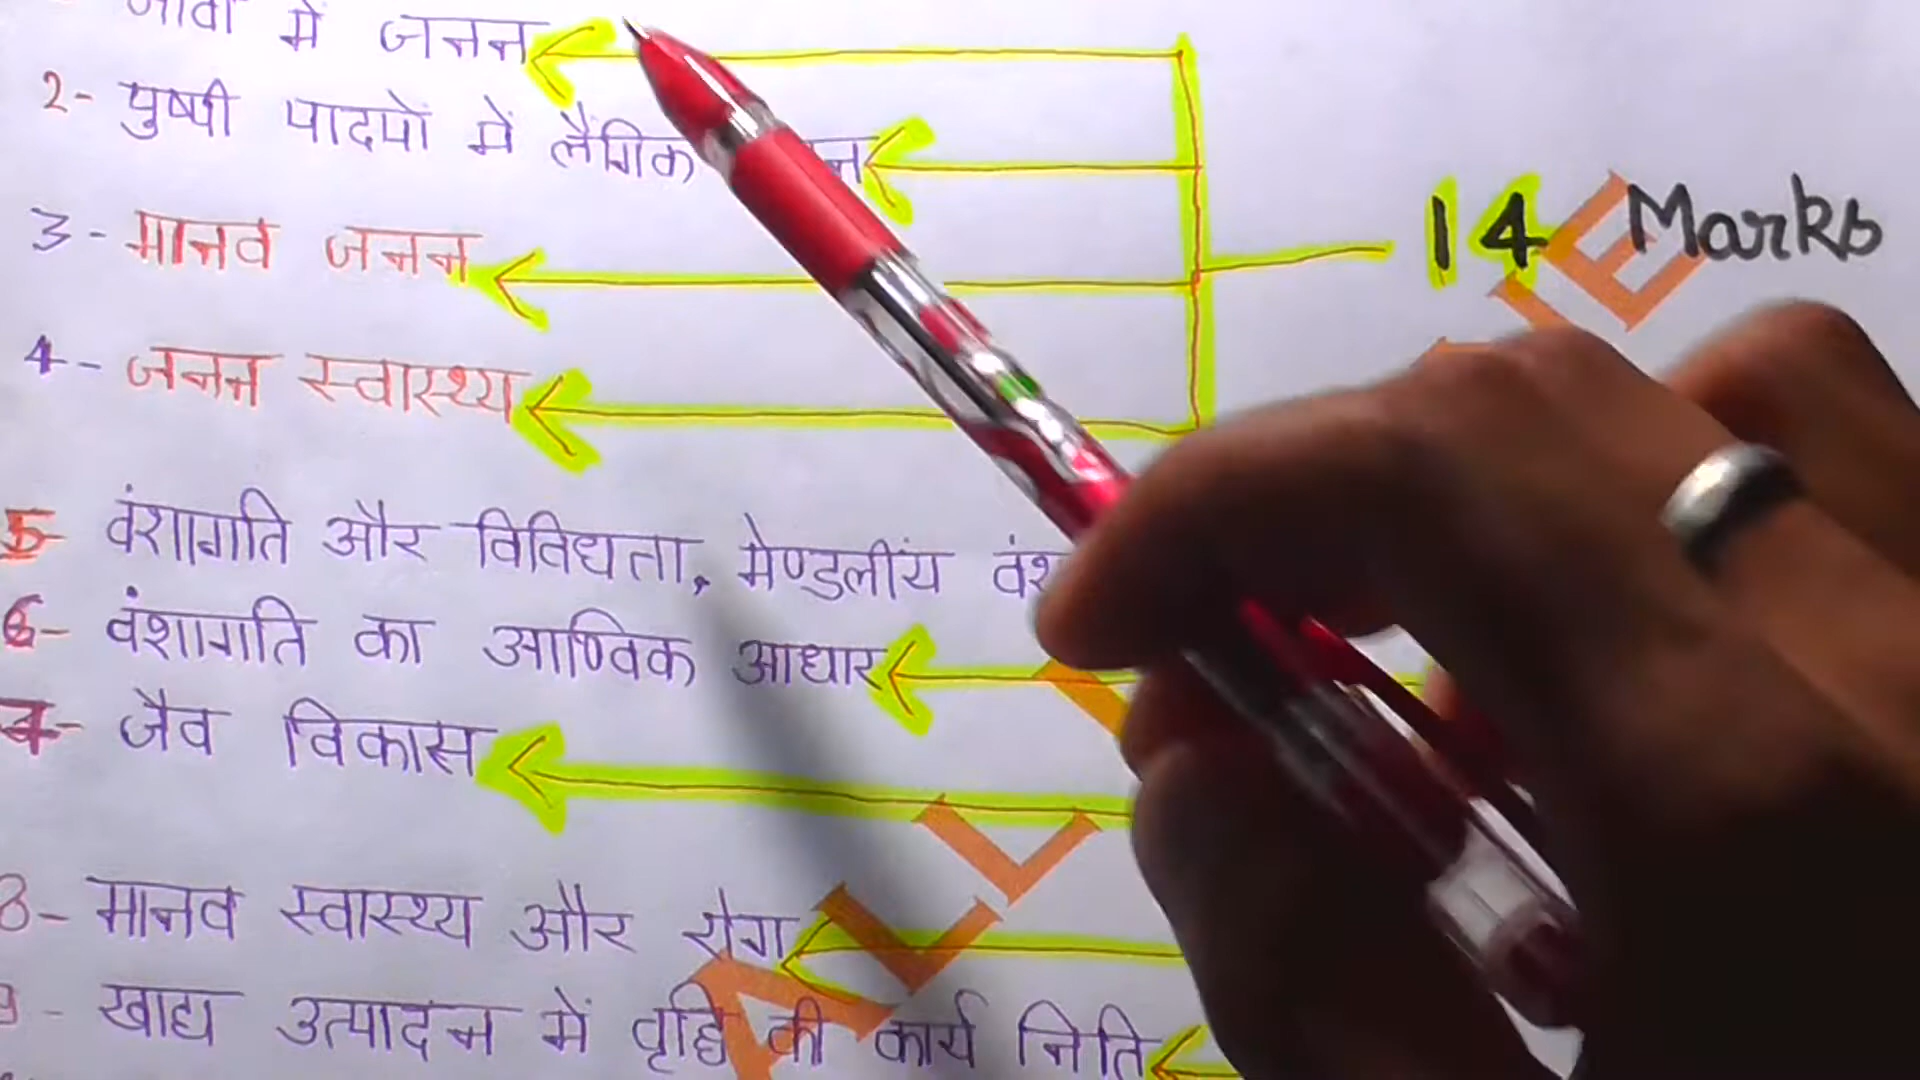 में जनन
2- पुष्पी पादपों में लैंगिक
14 Marks
3- मानव जनन
4- जनन स्वास्थ्य
5- वंशागति और विविधता, मेण्डलीय
6- वंशागति का आण्विक आधार
7- जैव विकास
8- मानव स्वास्थ्य और रोग
9- खाद्य उत्पादन में वृद्धि की कार्य निति